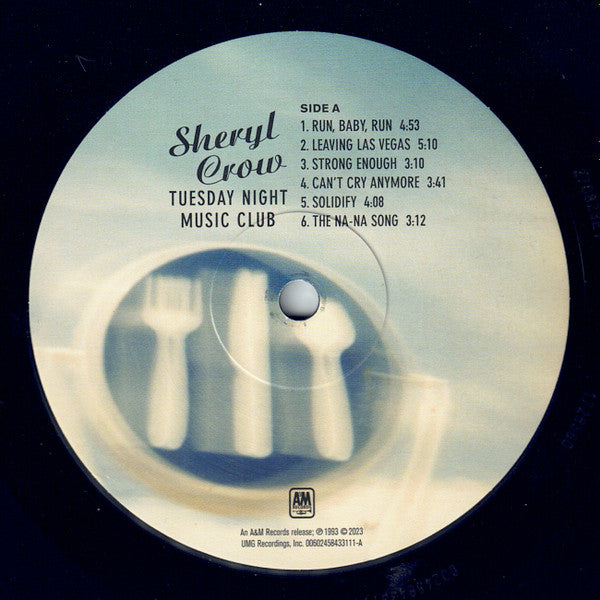 Sheryl
Crow
TUESDAY NIGHT
MUSIC CLUB
SIDE A
1. RUN, BABY, RUN 4:53
2. LEAVING LAS VEGAS 5:10
3. STRONG ENOUGH 3:10
4. CAN'T CRY ANYMORE 3:41
5. SOLIDIFY 4:08
6. THE NA-NA SONG 3:12
A&M
RECORDS
An A&M Records release; ℗ 1993 © 2023
UMG Recordings, Inc. 00602458433111-A